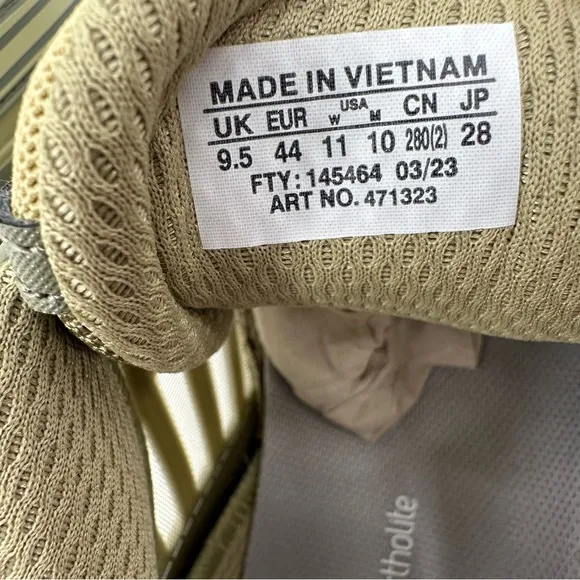 MADE IN VIETNAM
UK EUR W USA M CN JP
9.5 44 11 10 280(2) 28
FTY: 145464 03/23
ART NO. 471323
tholite